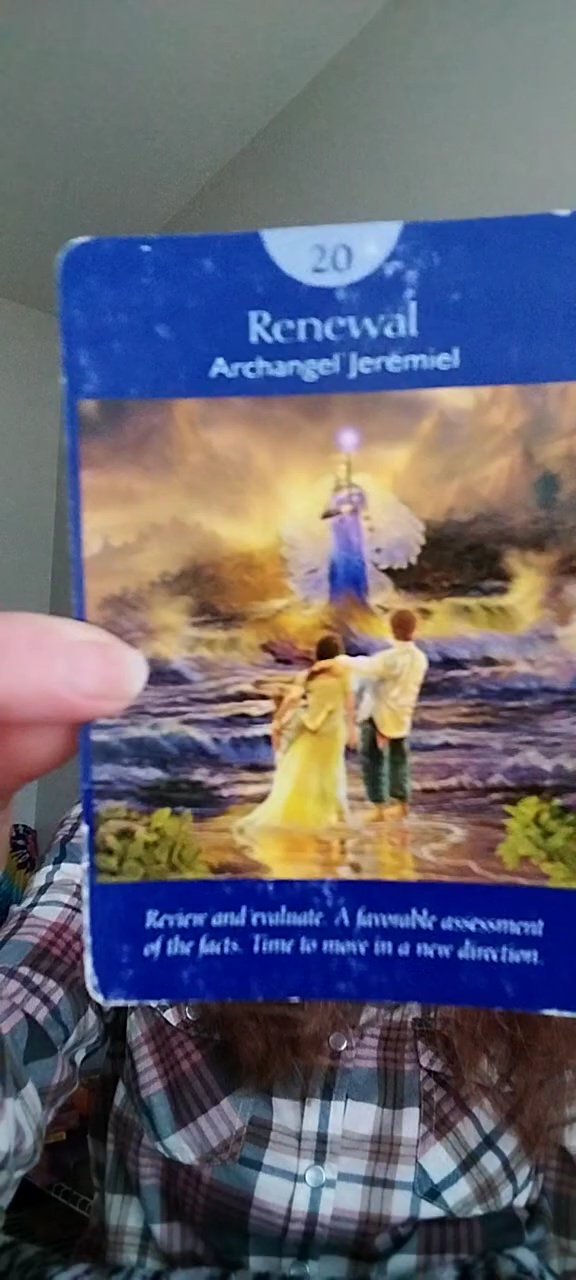 20
Renewal
Archangel Jeremiel
Review and evaluate. A favorable assessment
of the facts. Time to move in a new direction.